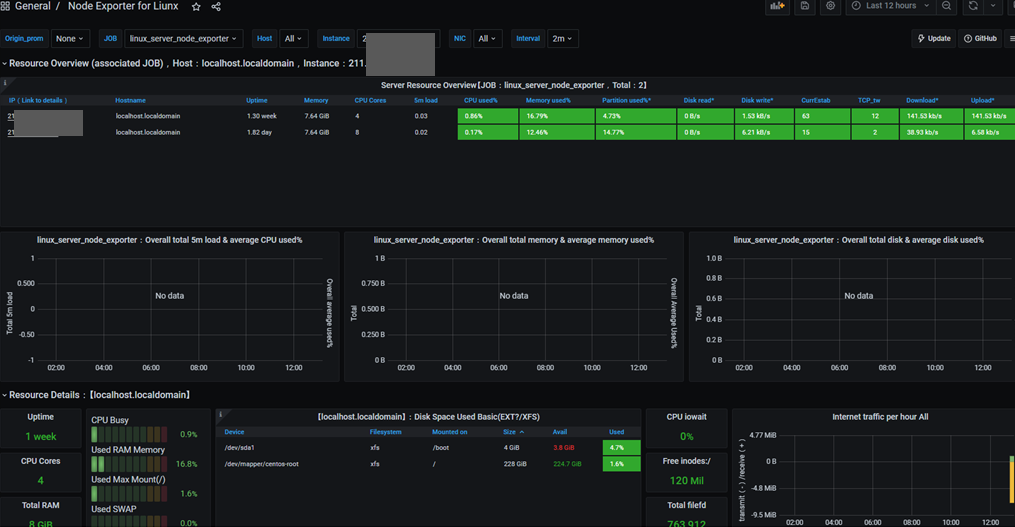 General / Node Exporter for Liunx
Last 12 hours
Origin_prom None JOB linux_server_node_exporter Host All Instance 2 NIC All Interval 2m Update GitHub
Resource Overview (associated JOB)，Host：localhost.localdomain，Instance：211.
Server Resource Overview【JOB：linux_server_node_exporter，Total：2】
IP（Link to details） Hostname Uptime Memory CPU Cores 5m load CPU used% Memory used% Partition used%* Disk read* Disk write* CurrEstab TCP_tw Download* Upload*
21 localhost.localdomain 1.30 week 7.64 GiB 4 0.03 0.86% 16.79% 4.73% 0 B/s 1.53 kB/s 63 12 141.53 kb/s 141.53 kb/s
21 localhost.localdomain 1.82 day 7.64 GiB 8 0.02 0.17% 12.46% 14.77% 0 B/s 6.21 kB/s 15 2 38.93 kb/s 6.58 kb/s
linux_server_node_exporter：Overall total 5m load & average CPU used%
1
0.500
0
-0.50
-1
Total 5m load
No data
Overall average used%
02:00 04:00 06:00 08:00 10:00 12:00
linux_server_node_exporter：Overall total memory & average memory used%
1 B
0.750 B
0.500 B
0.250 B
0 B
Total
No data
Overall Average Used%
02:00 04:00 06:00 08:00 10:00 12:00
linux_server_node_exporter：Overall total disk & average disk used%
1.0 B
0.8 B
0.6 B
0.4 B
0.2 B
0 B
Total
No data
02:00 04:00 06:00 08:00 10:00 12:00
Resource Details：【localhost.localdomain】
Uptime
1 week
CPU Cores
4
Total RAM
8 GiB
CPU Busy
0.9%
Used RAM Memory
16.8%
Used Max Mount(/)
1.6%
Used SWAP
0.0%
【localhost.localdomain】：Disk Space Used Basic(EXT?/XFS)
Device Filesystem Mounted on Size Avail Used
/dev/sda1 xfs /boot 4 GiB 3.8 GiB 4.7%
/dev/mapper/centos-root xfs / 228 GiB 224.7 GiB 1.6%
CPU iowait
0%
Free inodes:/
120 Mil
Total filefd
763,912
Internet traffic per hour All
4.77 MiB
0 B
-4.8 MiB
-9.5 MiB
transmit (-) /receive (+)
02:00 04:00 06:00 08:00 10:00 12:00